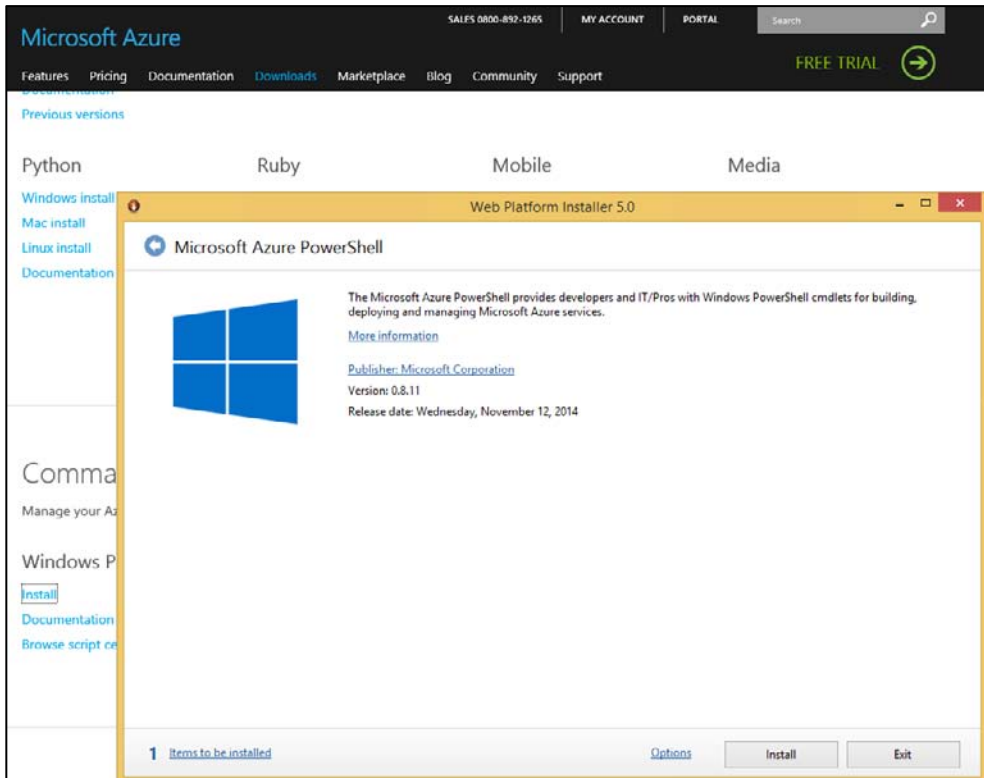 SALES 0800-892-1265 MY ACCOUNT PORTAL Search
Microsoft Azure
FREE TRIAL
Features Pricing Documentation Downloads Marketplace Blog Community Support
Documentation
Previous versions
Python Ruby Mobile Media
Windows install
Mac install
Linux install
Documentation
Web Platform Installer 5.0
Microsoft Azure PowerShell
The Microsoft Azure PowerShell provides developers and IT/Pros with Windows PowerShell cmdlets for building,
deploying and managing Microsoft Azure services.
More information
Publisher: Microsoft Corporation
Version: 0.8.11
Release date: Wednesday, November 12, 2014
Comma
Manage your Az
Windows P
Install
Documentation
Browse script ce
1 Items to be installed Options Install Exit